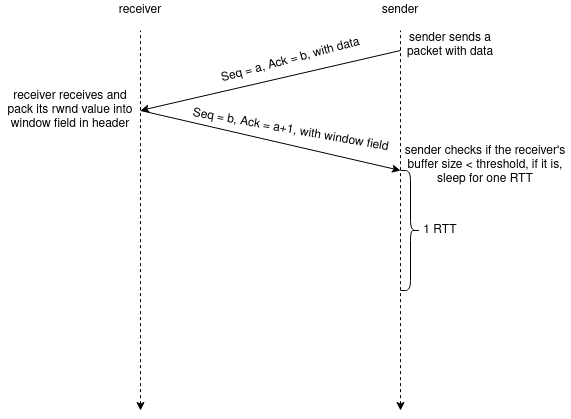 receiver
sender
sender sends a
packet with data
Seq = a, Ack = b, with data
receiver receives and
pack its rwnd value into
window field in header
Seq = b, Ack = a+1, with window field
sender checks if the receiver's
buffer size < threshold, if it is,
sleep for one RTT
1 RTT